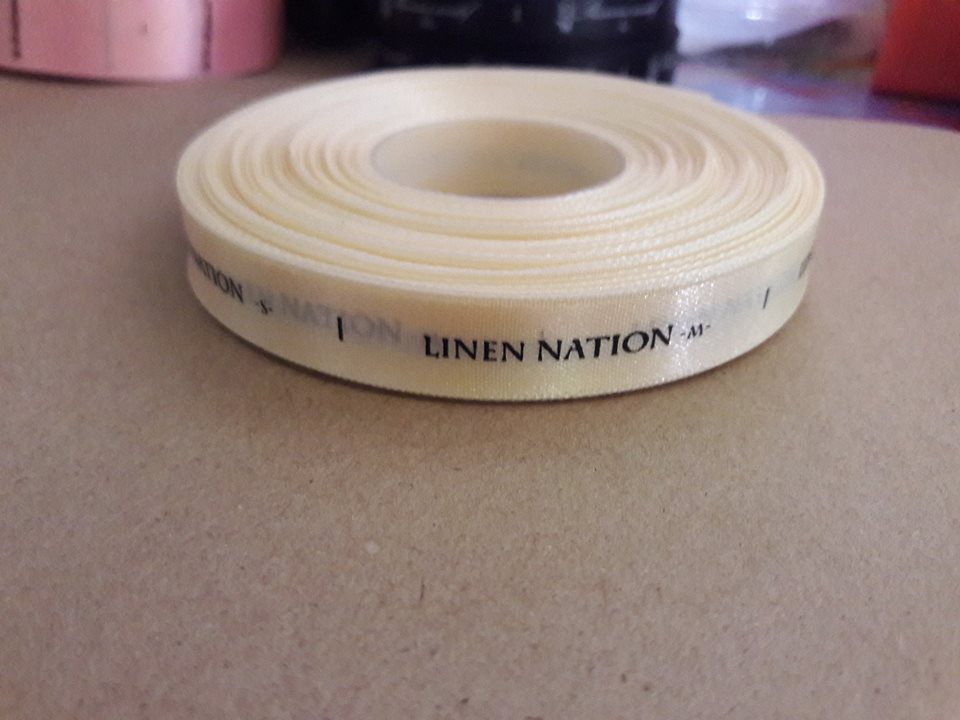 NATION -S- | LINEN NATION -M- |